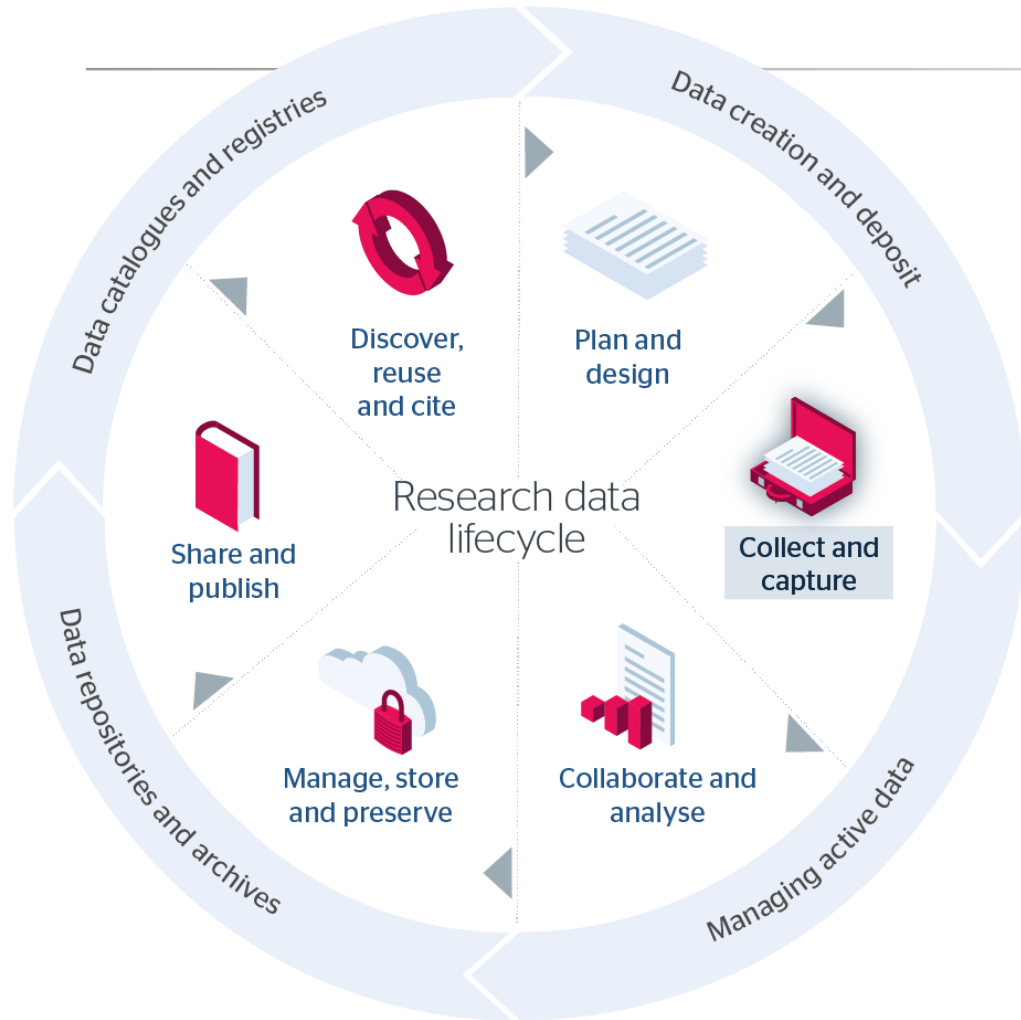 Data catalogues and registries
Data creation and deposit
Discover,
reuse
and cite
Plan and
design
Research data
lifecycle
Share and
publish
Collect and
capture
Manage, store
and preserve
Collaborate and
analyse
Data repositories and archives
Managing active data